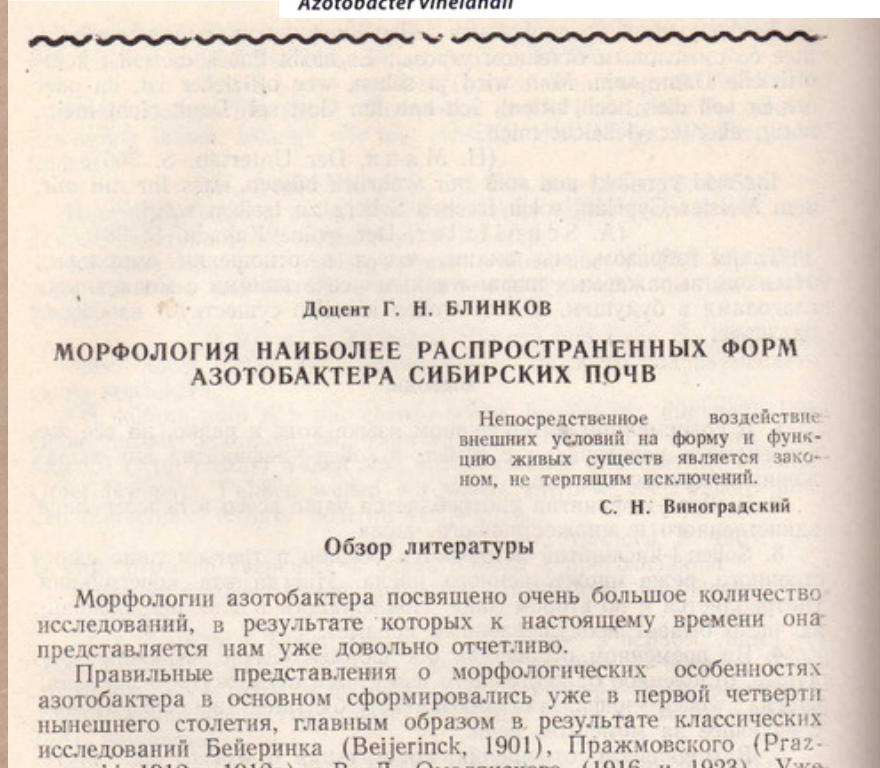 Azotobacter vinelandii
Доцент Г. Н. БЛИНКОВ
МОРФОЛОГИЯ НАИБОЛЕЕ РАСПРОСТРАНЕННЫХ ФОРМ
АЗОТОБАКТЕРА СИБИРСКИХ ПОЧВ
Непосредственное воздействие
внешних условий на форму и функ-
цию живых существ является зако-
ном, не терпящим исключений.
С. Н. Виноградский
Обзор литературы
Морфологии азотобактера посвящено очень большое количество
исследований, в результате которых к настоящему времени она
представляется нам уже довольно отчетливо.
Правильные представления о морфологических особенностях
азотобактера в основном сформировались уже в первой четверти
нынешнего столетия, главным образом в результате классических
исследований Бейеринка (Beijerinck, 1901), Пражмовского (Praz-